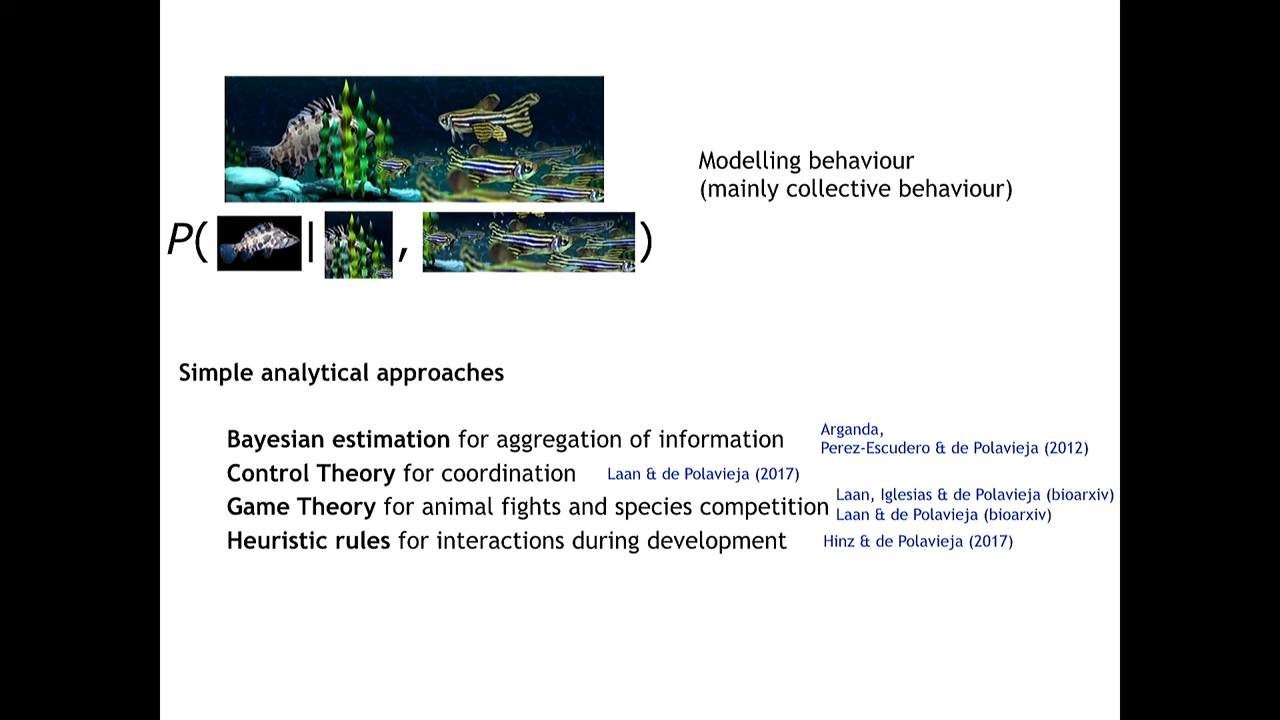 Modelling behaviour
(mainly collective behaviour)
P( | , )
Simple analytical approaches
Bayesian estimation for aggregation of information
Arganda,
Perez-Escudero & de Polavieja (2012)
Control Theory for coordination Laan & de Polavieja (2017)
Game Theory for animal fights and species competition
Laan, Iglesias & de Polavieja (bioarxiv)
Laan & de Polavieja (bioarxiv)
Heuristic rules for interactions during development Hinz & de Polavieja (2017)